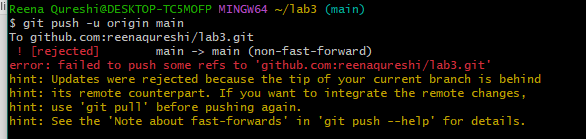 Reena Qureshi@DESKTOP-TC5MOFP MINGW64 ~/lab3 (main)
$ git push -u origin main
To github.com:reenaqureshi/lab3.git
 ! [rejected]        main -> main (non-fast-forward)
error: failed to push some refs to 'github.com:reenaqureshi/lab3.git'
hint: Updates were rejected because the tip of your current branch is behind
hint: its remote counterpart. If you want to integrate the remote changes,
hint: use 'git pull' before pushing again.
hint: See the 'Note about fast-forwards' in 'git push --help' for details.